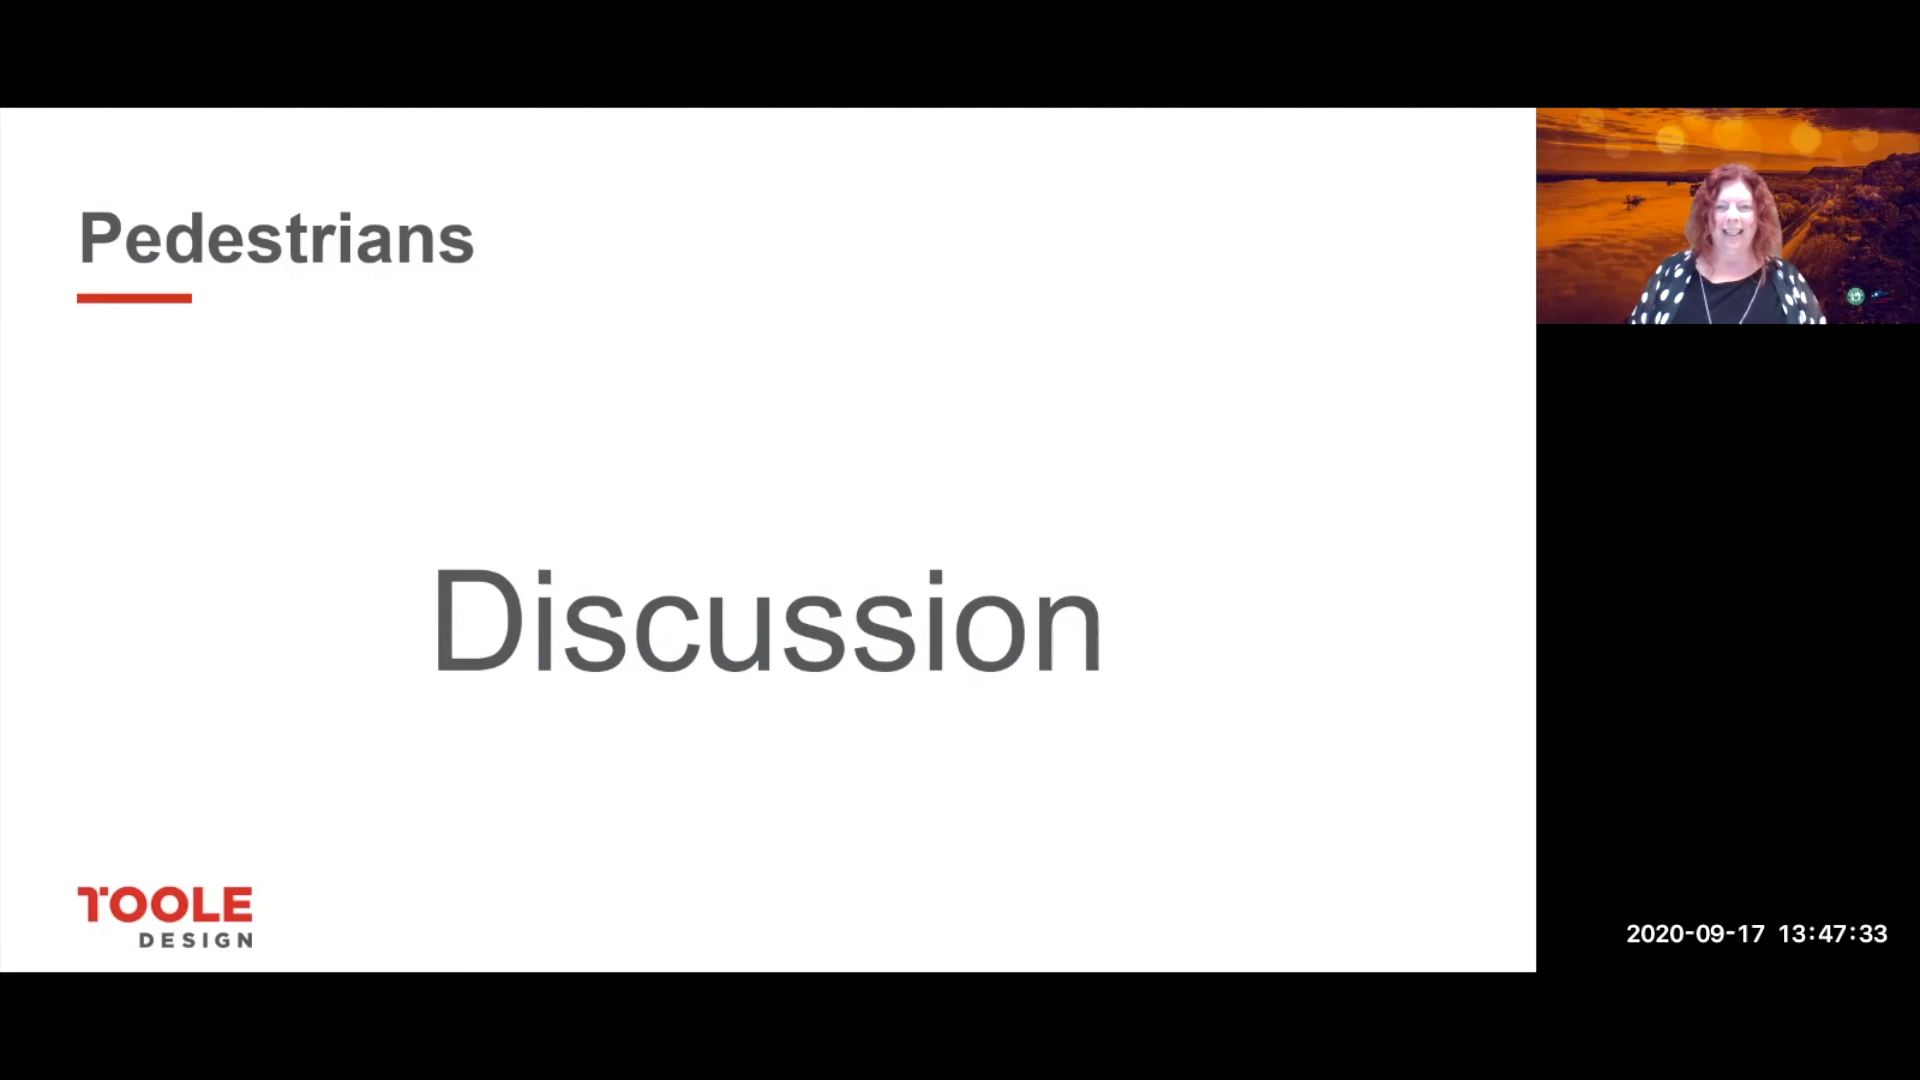 Pedestrians
Discussion
TOOLE
DESIGN
2020-09-17 13:47:33